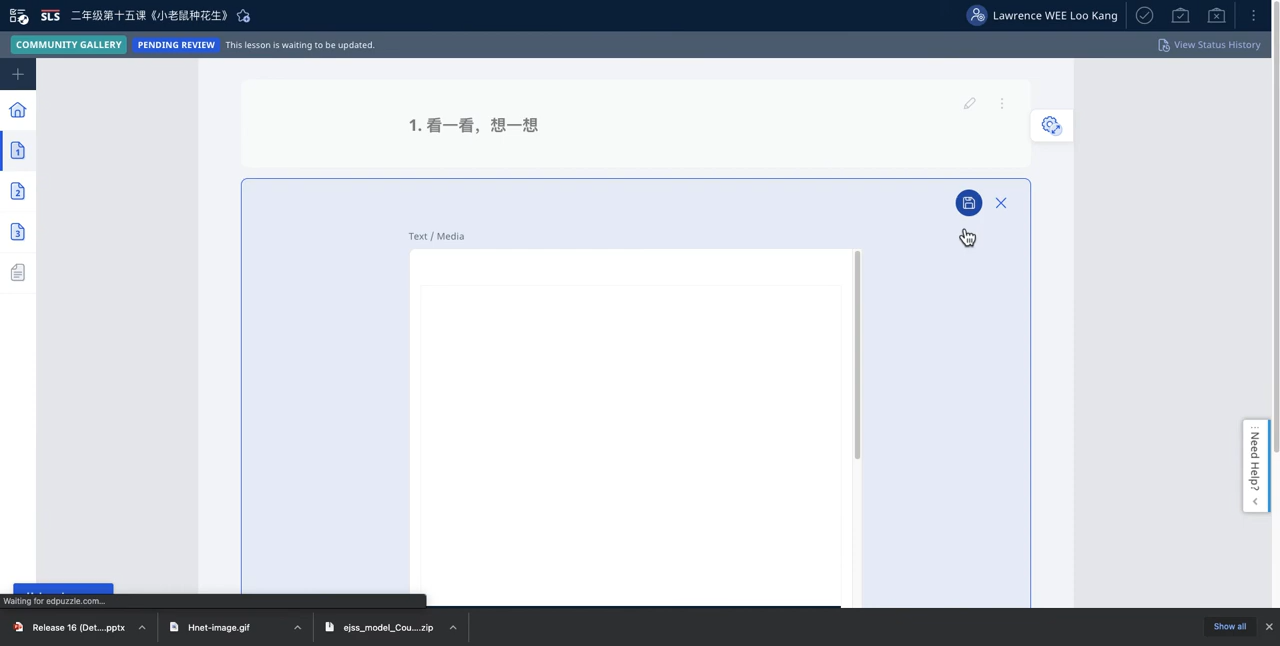 SLS 二年级第十五课《小老鼠种花生》 Lawrence WEE Loo Kang
COMMUNITY GALLERY PENDING REVIEW This lesson is waiting to be updated. View Status History
1. 看一看，想一想
1
2
3
Text / Media
Need Help?
Waiting for edpuzzle.com...
Release 16 (Det....pptx Hnet-image.gif ejss_model_Cou....zip Show all